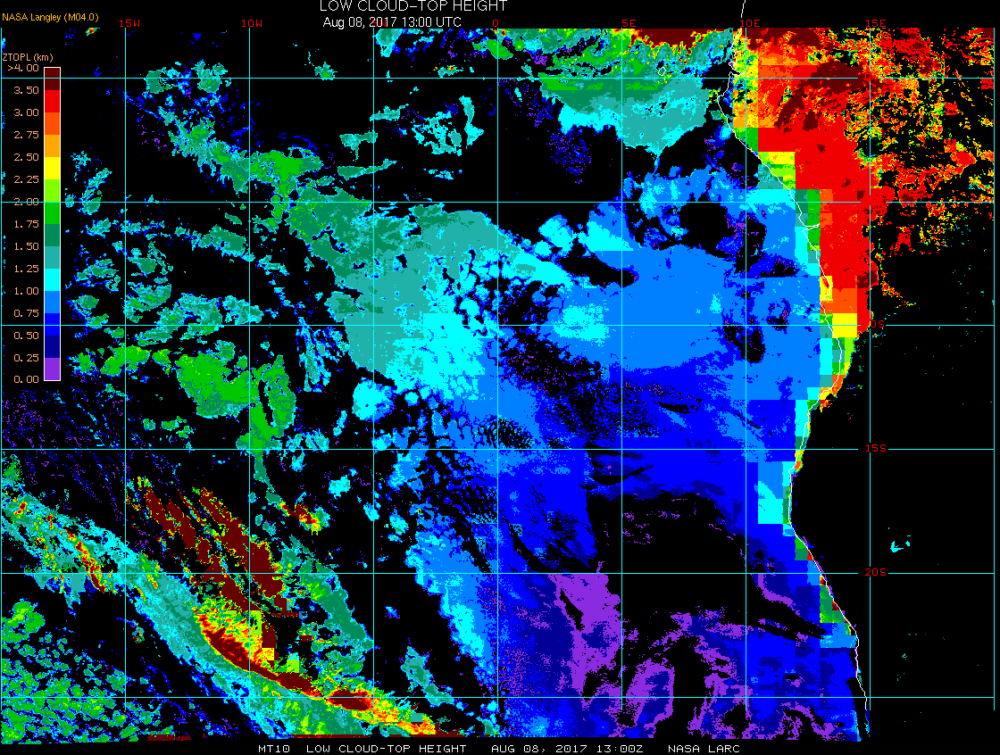 LOW CLOUD-TOP HEIGHT
NASA Langley (M04.0)
Aug 08, 2017 13:00 UTC
15W
10W
0
5E
10E
15E
ZTOPL (km)
>4.00
3.50
3.00
2.75
2.50
2.25
2.00
1.75
1.50
1.25
1.00
0.75
0.50
0.25
0.00
15S
20S
MT10 LOW CLOUD-TOP HEIGHT AUG 08, 2017 13:00Z NASA LARC